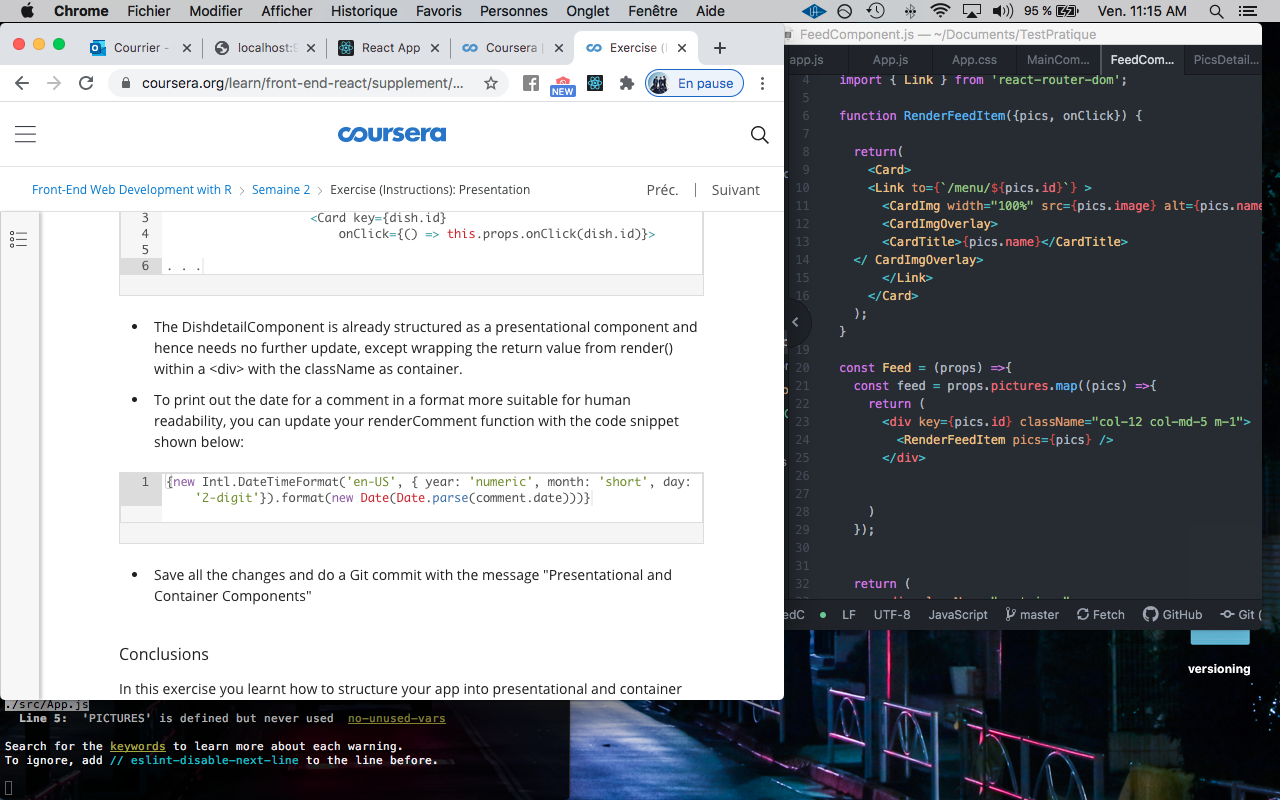 Chrome Fichier Modifier Afficher Historique Favoris Personnes Onglet Fenêtre Aide 95 % Ven. 11:15 AM
Courrier - localhost:9 React App Coursera | Exercise (I
coursera.org/learn/front-end-react/supplement/... NEW En pause
coursera
Front-End Web Development with R > Semaine 2 > Exercise (Instructions): Presentation Préc. | Suivant
3 <Card key={dish.id}
4 onClick={() => this.props.onClick(dish.id)}>
5
6 . . .
• The DishdetailComponent is already structured as a presentational component and
hence needs no further update, except wrapping the return value from render()
within a <div> with the className as container.
• To print out the date for a comment in a format more suitable for human
readability, you can update your renderComment function with the code snippet
shown below:
1 {new Intl.DateTimeFormat('en-US', { year: 'numeric', month: 'short', day:
'2-digit'}).format(new Date(Date.parse(comment.date)))}
• Save all the changes and do a Git commit with the message "Presentational and
Container Components"
Conclusions
In this exercise you learnt how to structure your app into presentational and container
FeedComponent.js — ~/Documents/TestPratique
app.js App.js App.css MainCom... FeedCom... PicsDetail...
4 import { Link } from 'react-router-dom';
5
6 function RenderFeedItem({pics, onClick}) {
7
8 return(
9 <Card>
10 <Link to={`/menu/${pics.id}`} >
11 <CardImg width="100%" src={pics.image} alt={pics.name
12 <CardImgOverlay>
13 <CardTitle>{pics.name}</CardTitle>
14 </ CardImgOverlay>
15 </Link>
16 </Card>
);
}
19
20 const Feed = (props) =>{
21 const feed = props.pictures.map((pics) =>{
22 return (
23 <div key={pics.id} className="col-12 col-md-5 m-1">
24 <RenderFeedItem pics={pics} />
25 </div>
26
27
28 )
29 });
30
31
32 return (
edC LF UTF-8 JavaScript master Fetch GitHub Git (
versioning
./src/App.js
Line 5: 'PICTURES' is defined but never used no-unused-vars
Search for the keywords to learn more about each warning.
To ignore, add // eslint-disable-next-line to the line before.